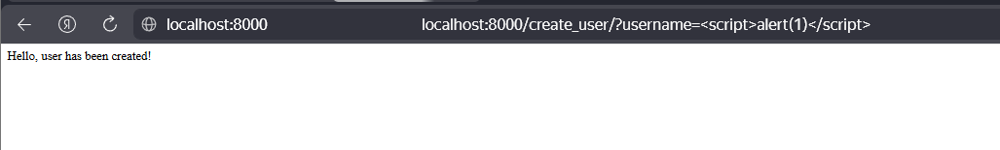 Я localhost:8000 localhost:8000/create_user/?username=<script>alert(1)</script>
Hello, user has been created!